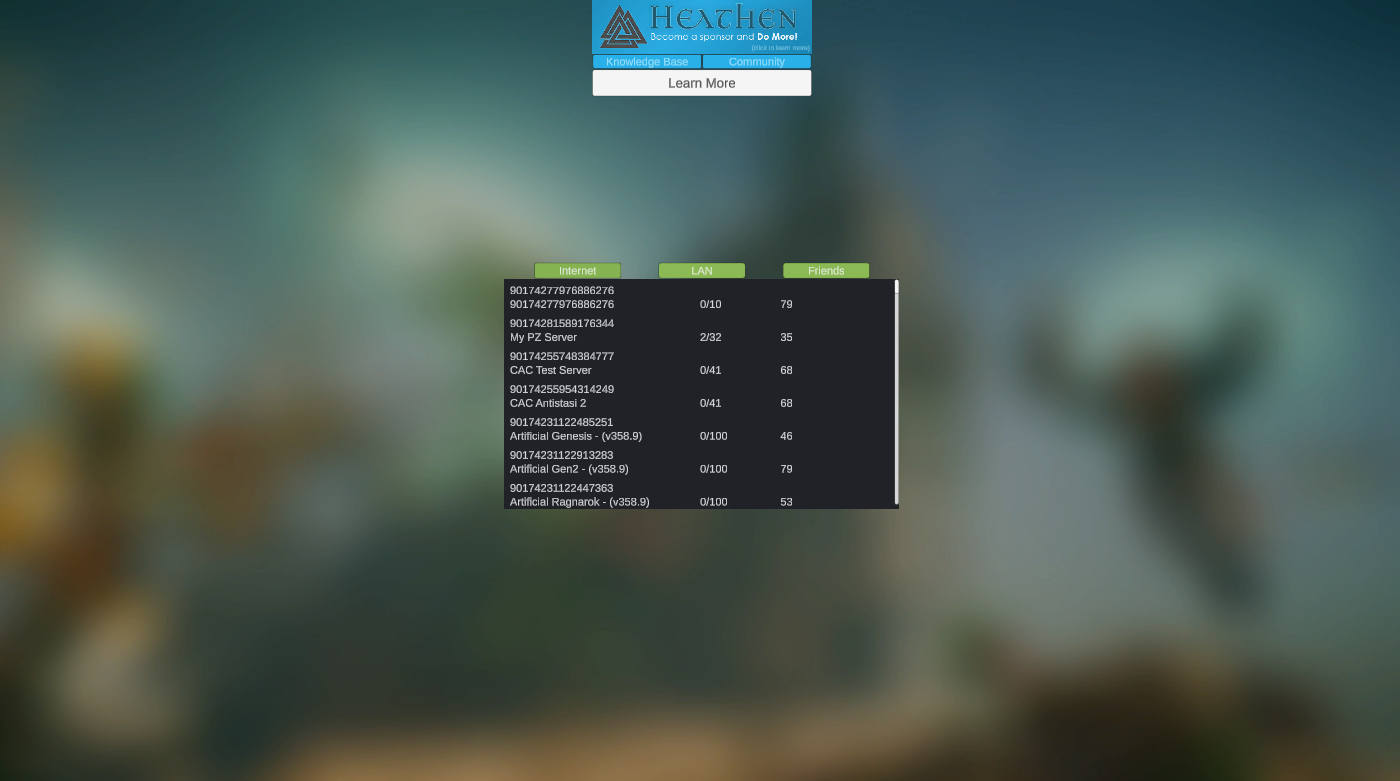 HEATHEN
Become a sponsor and Do More!
(click to learn more)
Knowledge Base Community
Learn More
Internet LAN Friends
90174277976886276
90174277976886276 0/10 79
90174281589176344
My PZ Server 2/32 35
90174255748384777
CAC Test Server 0/41 68
90174255954314249
CAC Antistasi 2 0/41 68
90174231122485251
Artificial Genesis - (v358.9) 0/100 46
90174231122913283
Artificial Gen2 - (v358.9) 0/100 79
90174231122447363
Artificial Ragnarok - (v358.9) 0/100 53